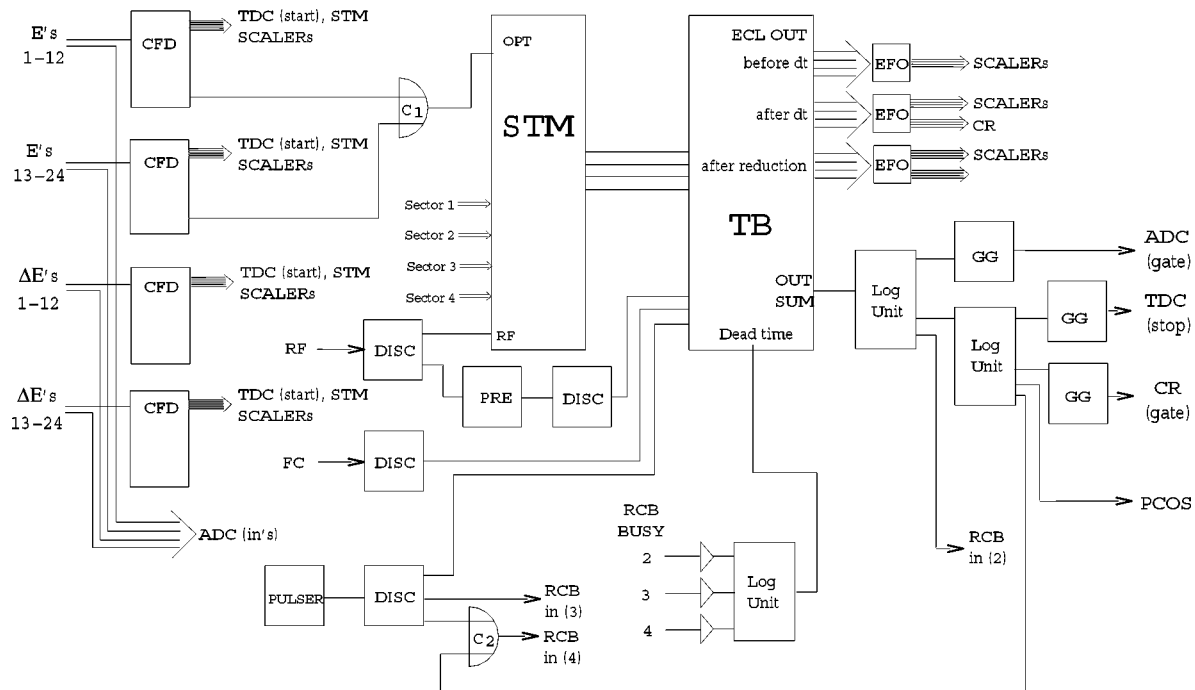 E's
1-12
CFD
TDC (start), STM
SCALERs
E's
13-24
CFD
TDC (start), STM
SCALERs
ΔE's
1-12
CFD
TDC (start), STM
SCALERs
ΔE's
13-24
CFD
TDC (start), STM
SCALERs
ADC (in's)
C1
OPT
STM
Sector 1
Sector 2
Sector 3
Sector 4
RF
RF
DISC
PRE
DISC
FC
DISC
PULSER
DISC
RCB
in (3)
C2
RCB
in (4)
ECL OUT
before dt
after dt
after reduction
TB
OUT
SUM
Dead time
EFO
SCALERs
EFO
SCALERs
CR
EFO
SCALERs
RCB
BUSY
2
3
4
Log
Unit
Log
Unit
Log
Unit
GG
ADC
(gate)
GG
TDC
(stop)
GG
CR
(gate)
PCOS
RCB
in (2)